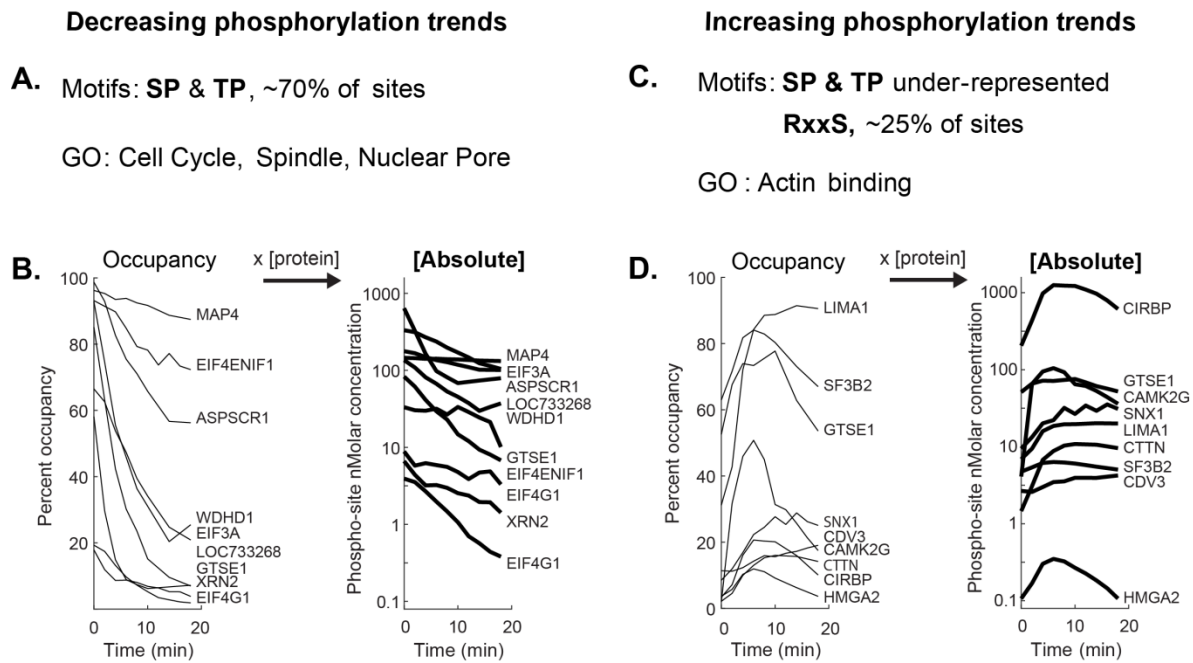 Decreasing phosphorylation trends
A. Motifs: SP & TP, ~70% of sites
GO: Cell Cycle, Spindle, Nuclear Pore
B.
Occupancy
x [protein]
[Absolute]
Percent occupancy
100
80
60
40
20
MAP4
EIF4ENIF1
ASPSCR1
WDHD1
EIF3A
LOC733268
GTSE1
XRN2
EIF4G1
0 10 20
Time (min)
Phospho-site nMolar concentration
1000
100
10
1
0.1
MAP4
EIF3A
ASPSCR1
LOC733268
WDHD1
GTSE1
EIF4ENIF1
EIF4G1
XRN2
EIF4G1
0 10 20
Time (min)
Increasing phosphorylation trends
C. Motifs: SP & TP under-represented
RxxS, ~25% of sites
GO : Actin binding
D.
Occupancy
x [protein]
[Absolute]
Percent occupancy
100
80
60
40
20
0
LIMA1
SF3B2
GTSE1
SNX1
CDV3
CAMK2G
CTTN
CIRBP
HMGA2
0 10 20
Time (min)
Phospho-site nMolar concentration
1000
100
10
1
0.1
CIRBP
GTSE1
CAMK2G
SNX1
LIMA1
CTTN
SF3B2
CDV3
HMGA2
0 10 20
Time (min)